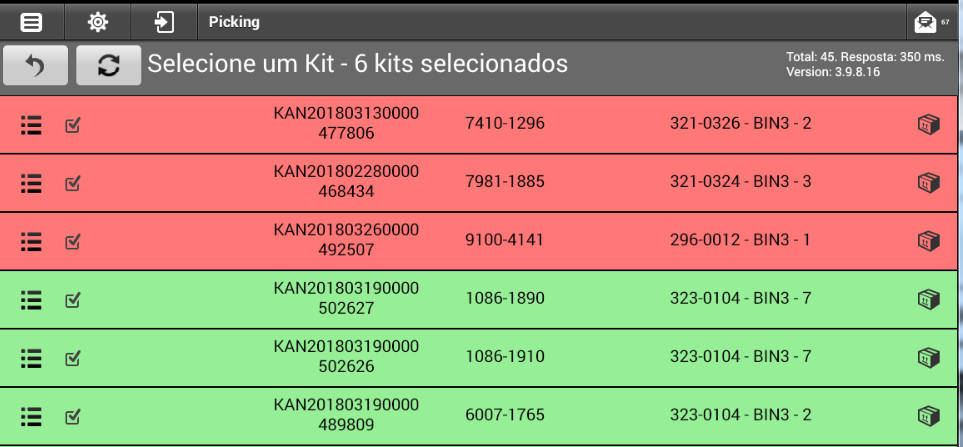 Picking
67
Selecione um Kit - 6 kits selecionados
Total: 45. Resposta: 350 ms.
Version: 3.9.8.16
KAN201803130000
477806
7410-1296
321-0326 - BIN3 - 2
KAN201802280000
468434
7981-1885
321-0324 - BIN3 - 3
KAN201803260000
492507
9100-4141
296-0012 - BIN3 - 1
KAN201803190000
502627
1086-1890
323-0104 - BIN3 - 7
KAN201803190000
502626
1086-1910
323-0104 - BIN3 - 7
KAN201803190000
489809
6007-1765
323-0104 - BIN3 - 2